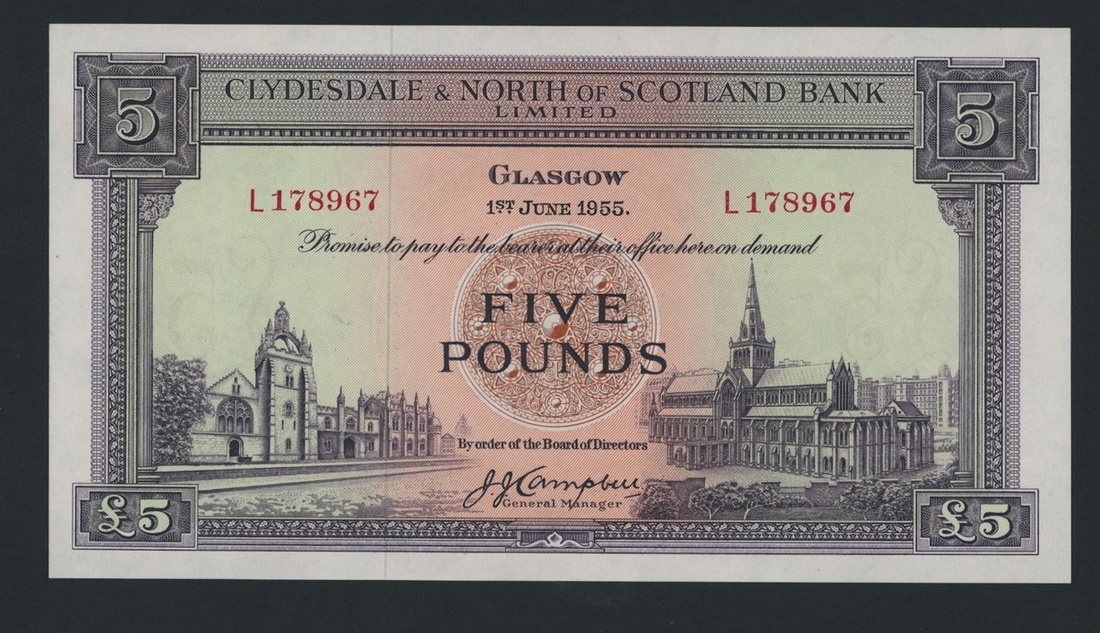 5 5
CLYDESDALE & NORTH OF SCOTLAND BANK
LIMITED
GLASGOW
L 178967 L 178967
1ST JUNE 1955.
Promise to pay to the bearer at their office here on demand
FIVE
POUNDS
By order of the Board of Directors
J J Campbell
General Manager
£5 £5